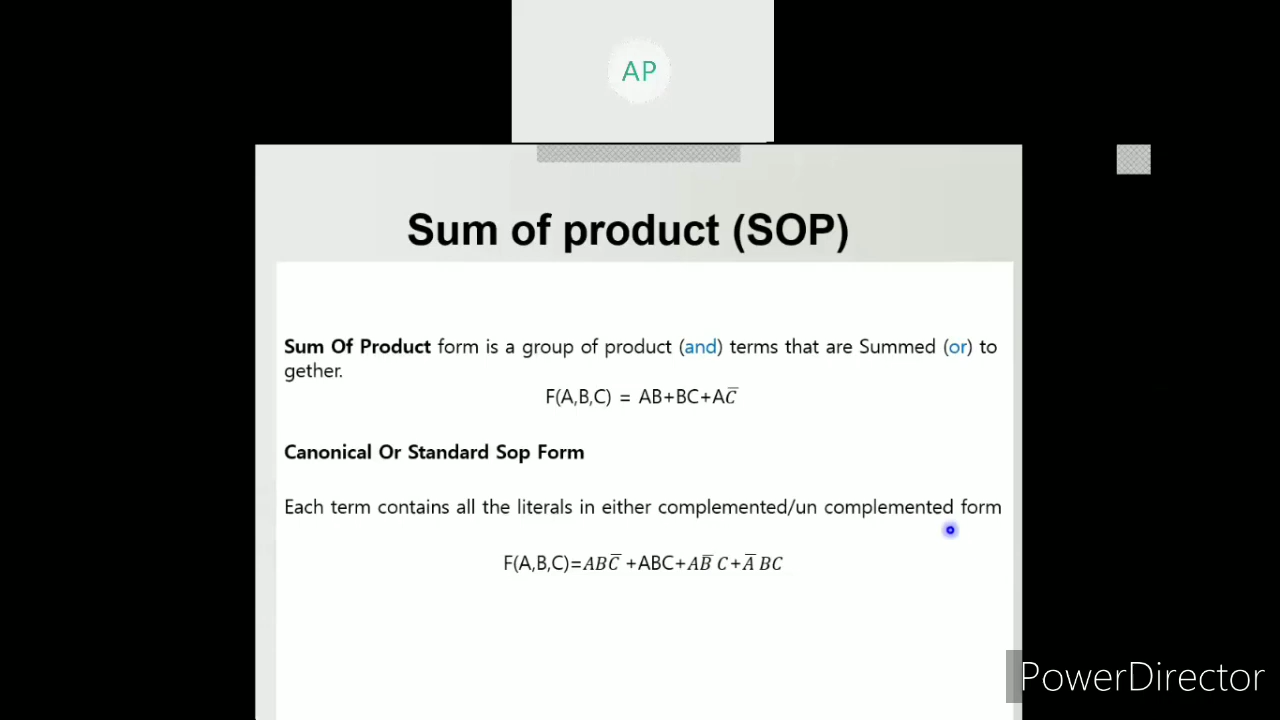 AP
Sum of product (SOP)
Sum Of Product form is a group of product (and) terms that are Summed (or) to
gether.
F(A,B,C) = AB+BC+AC̅
Canonical Or Standard Sop Form
Each term contains all the literals in either complemented/un complemented form
F(A,B,C)=ABC̅ +ABC+AB̅ C+A̅ BC
PowerDirector